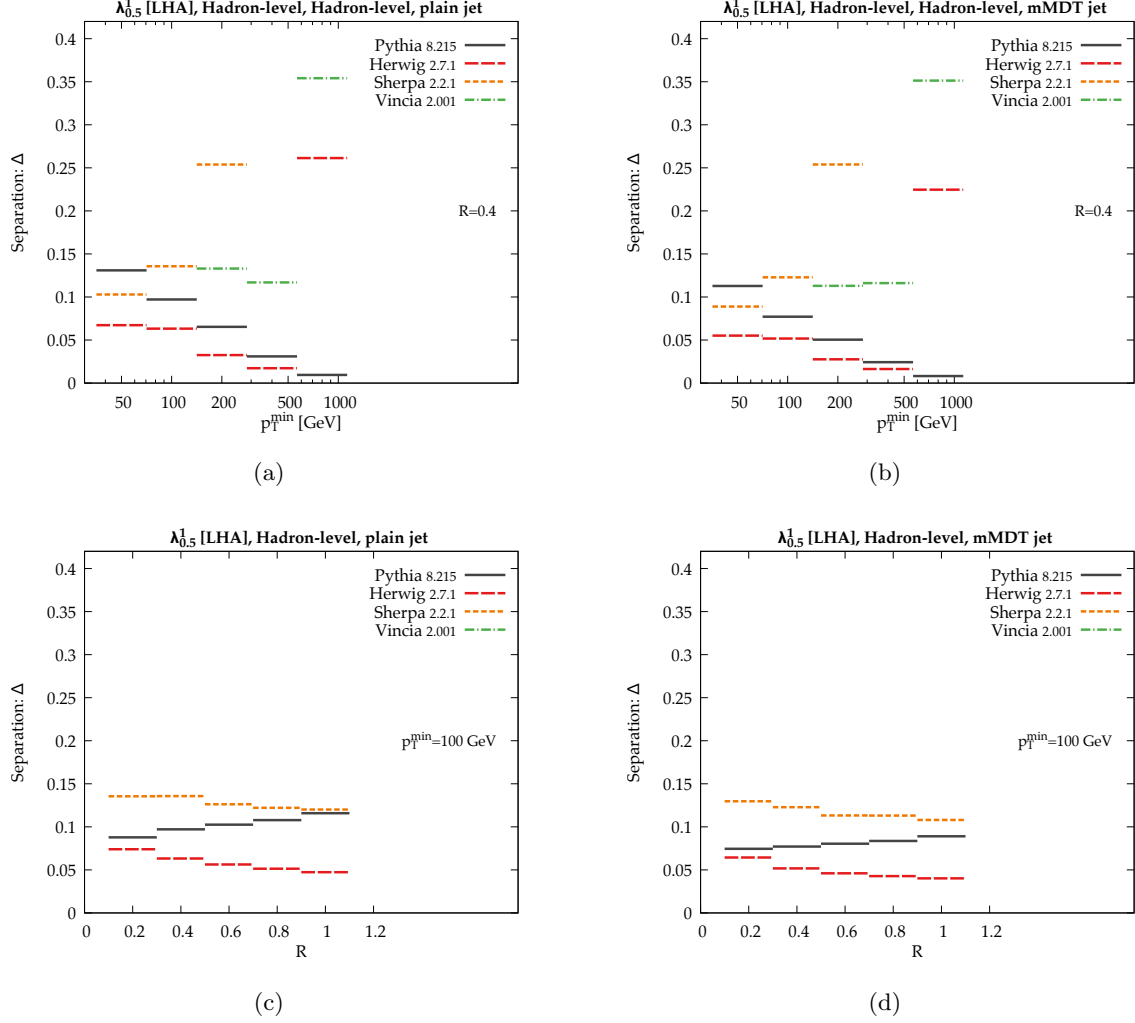 λ¹₀.₅ [LHA], Hadron-level, Hadron-level, plain jet
Separation: Δ
0.4
0.35
0.3
0.25
0.2
0.15
0.1
0.05
0
Pythia 8.215
Herwig 2.7.1
Sherpa 2.2.1
Vincia 2.001
R=0.4
50 100 200 500 1000
p_T^min [GeV]
(a)
λ¹₀.₅ [LHA], Hadron-level, Hadron-level, mMDT jet
Separation: Δ
0.4
0.35
0.3
0.25
0.2
0.15
0.1
0.05
0
Pythia 8.215
Herwig 2.7.1
Sherpa 2.2.1
Vincia 2.001
R=0.4
50 100 200 500 1000
p_T^min [GeV]
(b)
λ¹₀.₅ [LHA], Hadron-level, plain jet
Separation: Δ
0.4
0.35
0.3
0.25
0.2
0.15
0.1
0.05
0
Pythia 8.215
Herwig 2.7.1
Sherpa 2.2.1
Vincia 2.001
p_T^min=100 GeV
0 0.2 0.4 0.6 0.8 1 1.2
R
(c)
λ¹₀.₅ [LHA], Hadron-level, mMDT jet
Separation: Δ
0.4
0.35
0.3
0.25
0.2
0.15
0.1
0.05
0
Pythia 8.215
Herwig 2.7.1
Sherpa 2.2.1
Vincia 2.001
p_T^min=100 GeV
0 0.2 0.4 0.6 0.8 1 1.2
R
(d)